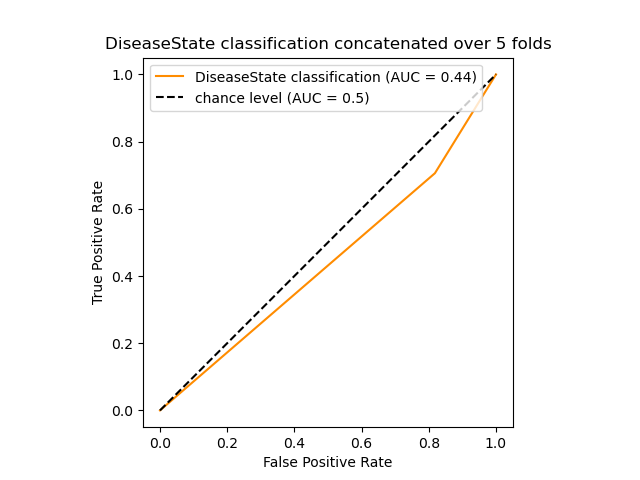 DiseaseState classification concatenated over 5 folds
DiseaseState classification (AUC = 0.44)
chance level (AUC = 0.5)
1.0
0.8
0.6
0.4
0.2
0.0
True Positive Rate
0.0 0.2 0.4 0.6 0.8 1.0
False Positive Rate